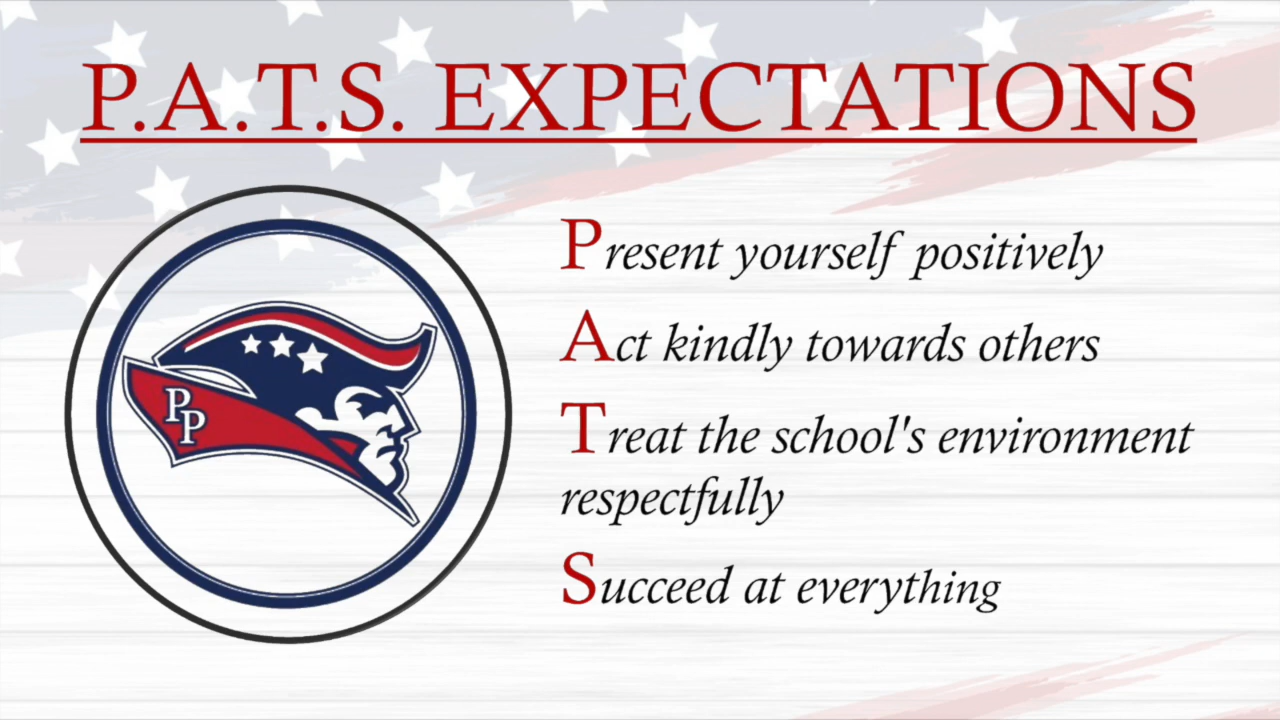 P.A.T.S. EXPECTATIONS
Present yourself positively
Act kindly towards others
Treat the school's environment
respectfully
Succeed at everything
PP